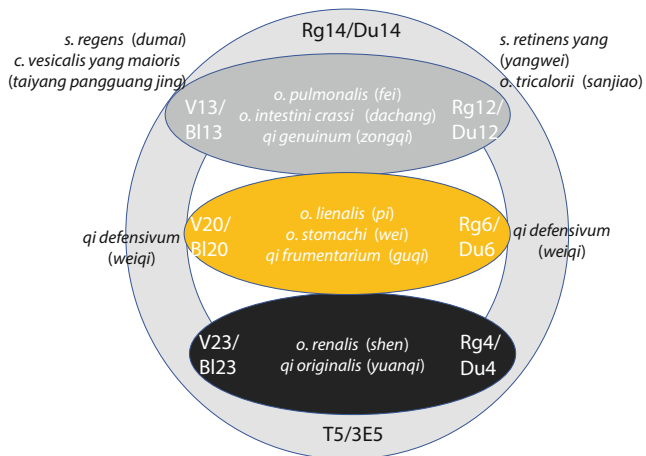 Rg14/Du14
s. regens (dumai)
c. vesicalis yang maioris
(taiyang pangguang jing)
s. retinens yang
(yangwei)
o. tricalorii (sanjiao)
V13/
Bl13
o. pulmonalis (fei)
o. intestini crassi (dachang)
qi genuinum (zongqi)
Rg12/
Du12
qi defensivum
(weiqi)
V20/
Bl20
o. lienalis (pi)
o. stomachi (wei)
qi frumentarium (guqi)
Rg6/
Du6
qi defensivum
(weiqi)
V23/
Bl23
o. renalis (shen)
qi originalis (yuanqi)
Rg4/
Du4
T5/3E5